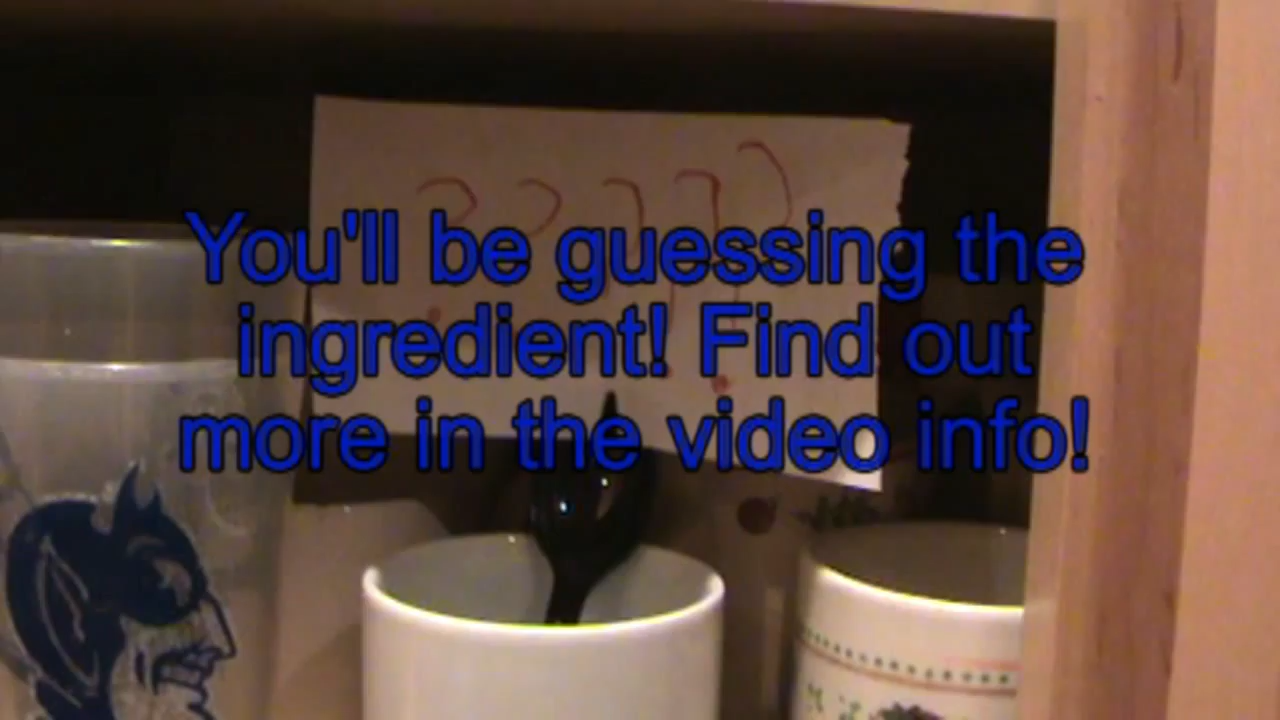 ?????
You'll be guessing the
ingredient! Find out
more in the video info!